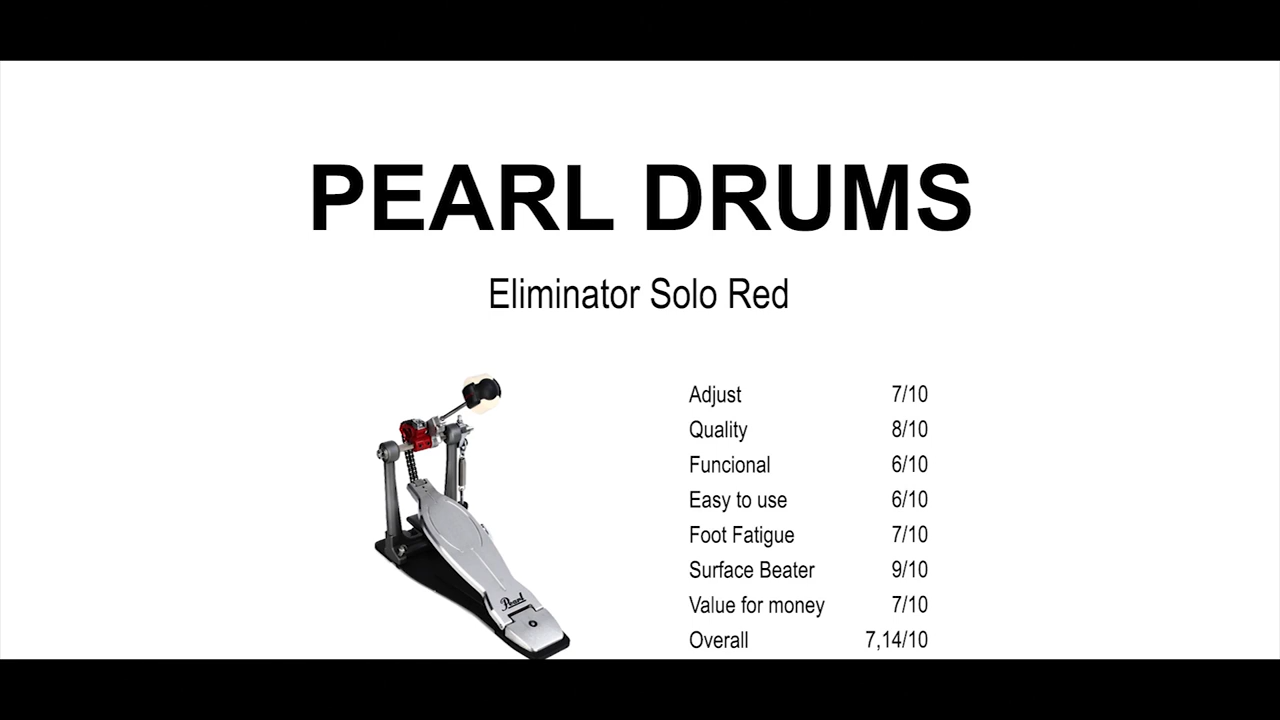 PEARL DRUMS
Eliminator Solo Red
Adjust 7/10
Quality 8/10
Funcional 6/10
Easy to use 6/10
Foot Fatigue 7/10
Surface Beater 9/10
Value for money 7/10
Overall 7,14/10
Pearl